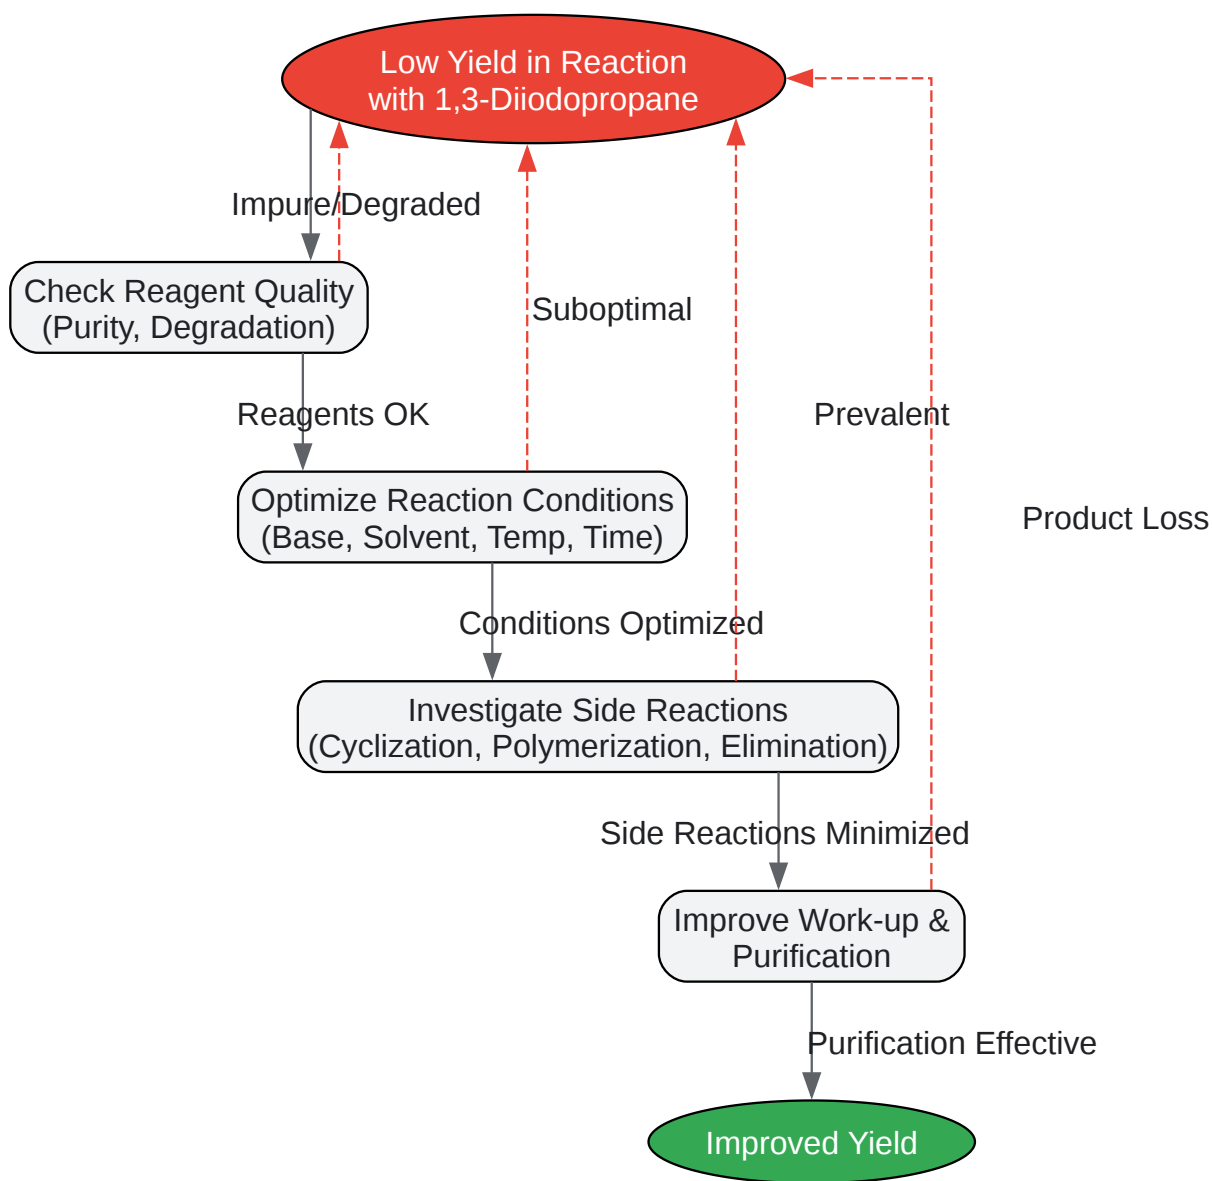 Low Yield in Reaction
with 1,3-Diiodopropane
Impure/Degraded
Check Reagent Quality
(Purity, Degradation)
Suboptimal
Reagents OK
Prevalent
Optimize Reaction Conditions
(Base, Solvent, Temp, Time)
Product Loss
Conditions Optimized
Investigate Side Reactions
(Cyclization, Polymerization, Elimination)
Side Reactions Minimized
Improve Work-up &
Purification
Purification Effective
Improved Yield